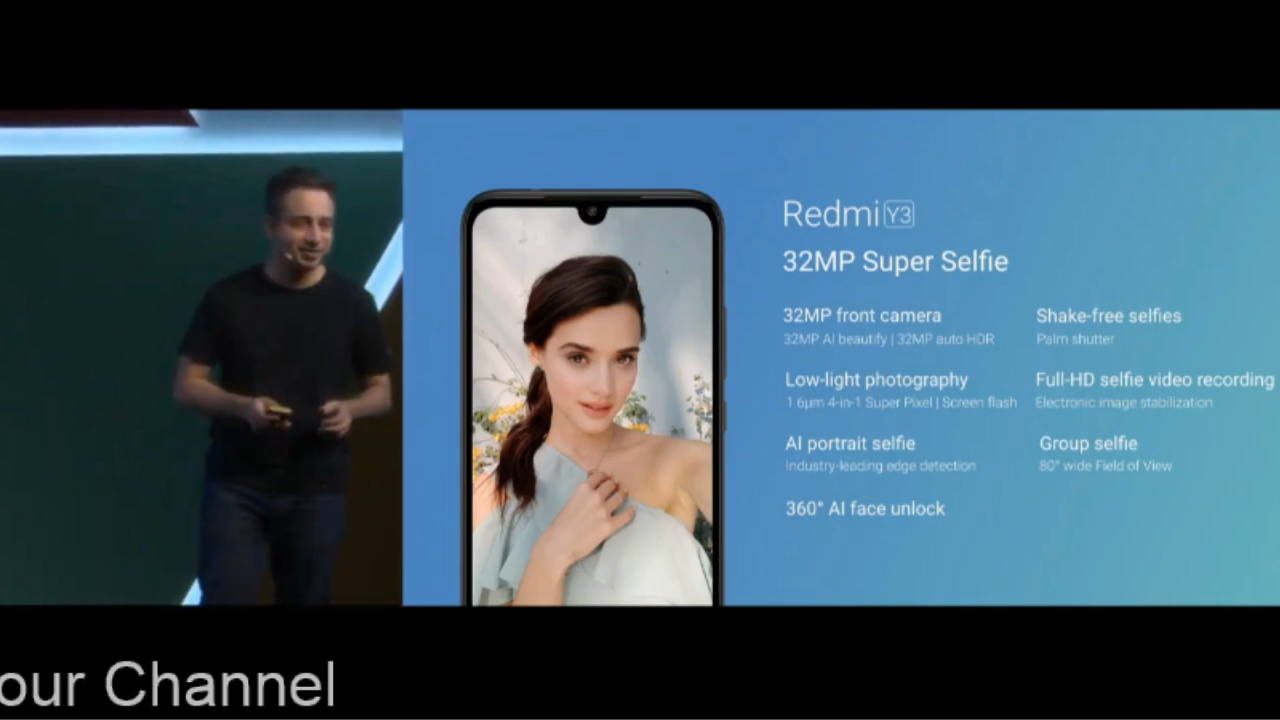 Redmi Y3
32MP Super Selfie
32MP front camera
32MP AI beautify | 32MP auto HDR
Shake-free selfies
Palm shutter
Low-light photography
1.6μm 4-in-1 Super Pixel | Screen flash
Full-HD selfie video recording
Electronic image stabilization
AI portrait selfie
Industry-leading edge detection
Group selfie
80° wide Field of View
360° AI face unlock
our Channel